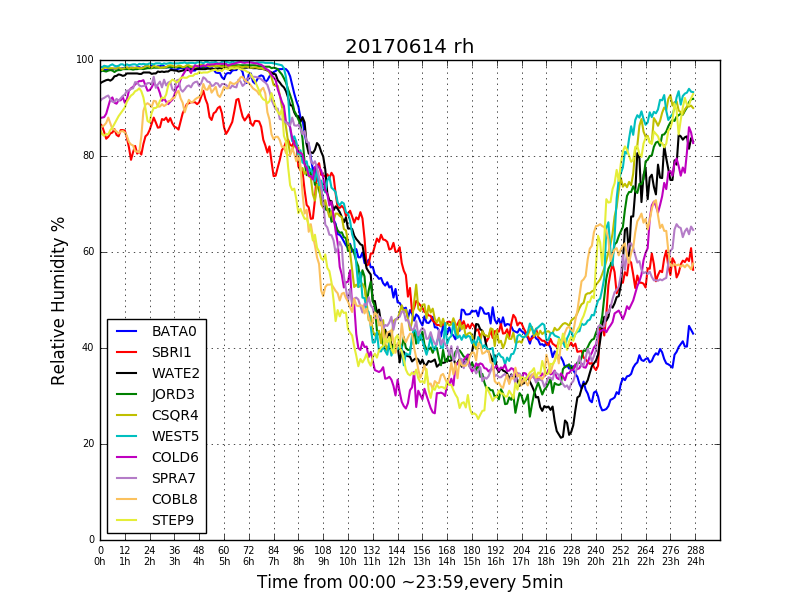 20170614 rh
100
80
60
40
20
0
Relative Humidity %
BATA0
SBRI1
WATE2
JORD3
CSQR4
WEST5
COLD6
SPRA7
COBL8
STEP9
0 12 24 36 48 60 72 84 96 108 120 132 144 156 168 180 192 204 216 228 240 252 264 276 288
0h 1h 2h 3h 4h 5h 6h 7h 8h 9h 10h 11h 12h 13h 14h 15h 16h 17h 18h 19h 20h 21h 22h 23h 24h
Time from 00:00 ~23:59,every 5min